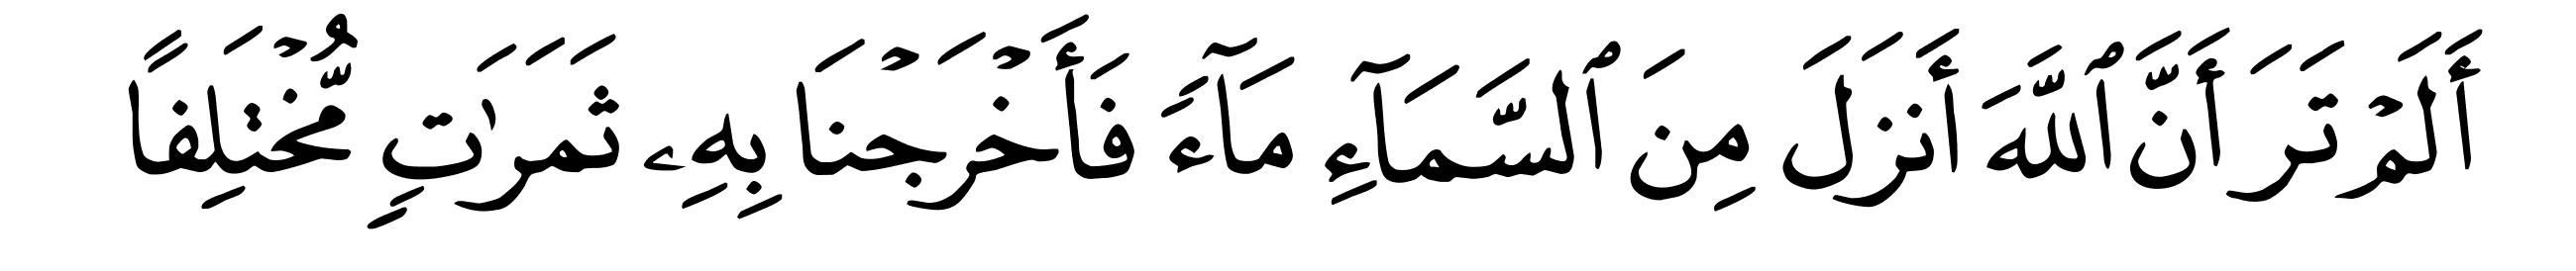 أَلَمۡ تَرَ أَنَّ ٱللَّهَ أَنزَلَ مِنَ ٱلسَّمَآءِ مَآءٗ فَأَخۡرَجۡنَا بِهِۦ ثَمَرَٰتٖ مُّخۡتَلِفًا